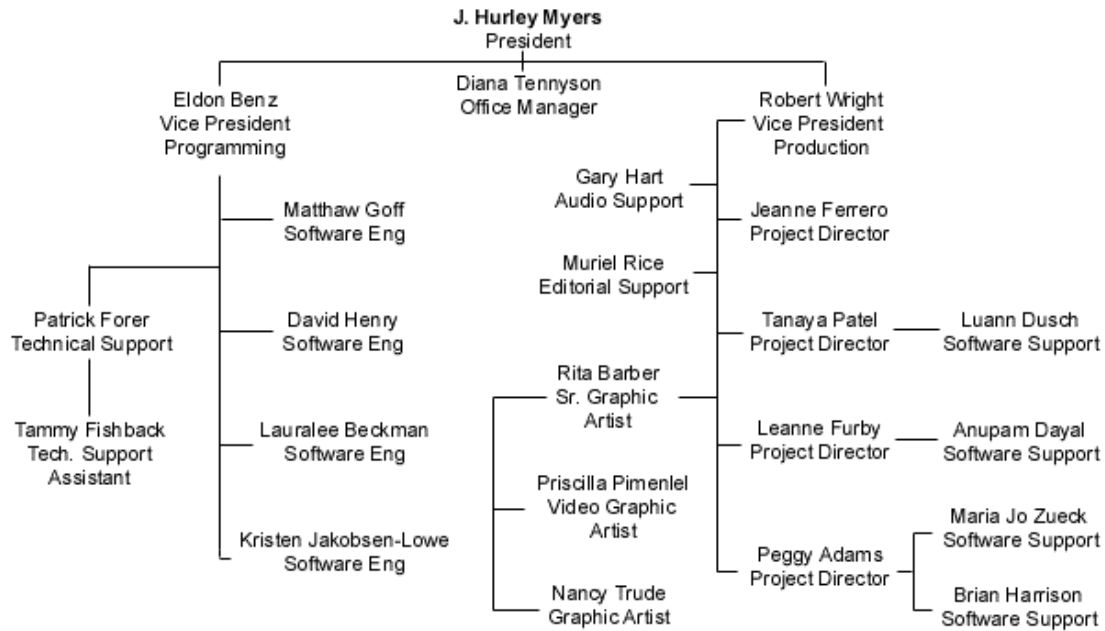 J. Hurley Myers
President
Diana Tennyson
Office Manager
Eldon Benz
Vice President
Programming
Robert Wright
Vice President
Production
Matthaw Goff
Software Eng
Patrick Forer
Technical Support
David Henry
Software Eng
Tammy Fishback
Tech. Support
Assistant
Lauralee Beckman
Software Eng
Kristen Jakobsen-Lowe
Software Eng
Gary Hart
Audio Support
Jeanne Ferrero
Project Director
Muriel Rice
Editorial Support
Tanaya Patel
Project Director
Luann Dusch
Software Support
Rita Barber
Sr. Graphic
Artist
Leanne Furby
Project Director
Anupam Dayal
Software Support
Priscilla Pimenlel
Video Graphic
Artist
Nancy Trude
Graphic Artist
Peggy Adams
Project Director
Maria Jo Zueck
Software Support
Brian Harrison
Software Support